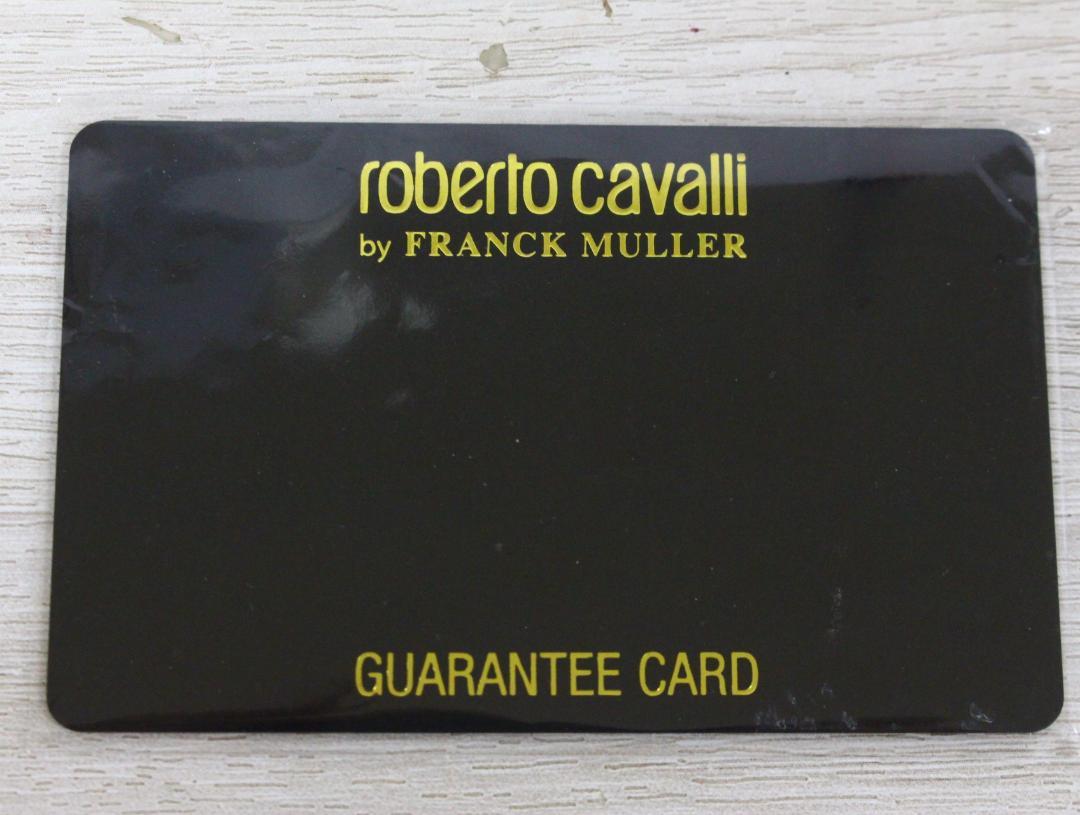 roberto cavalli
by FRANCK MULLER
GUARANTEE CARD